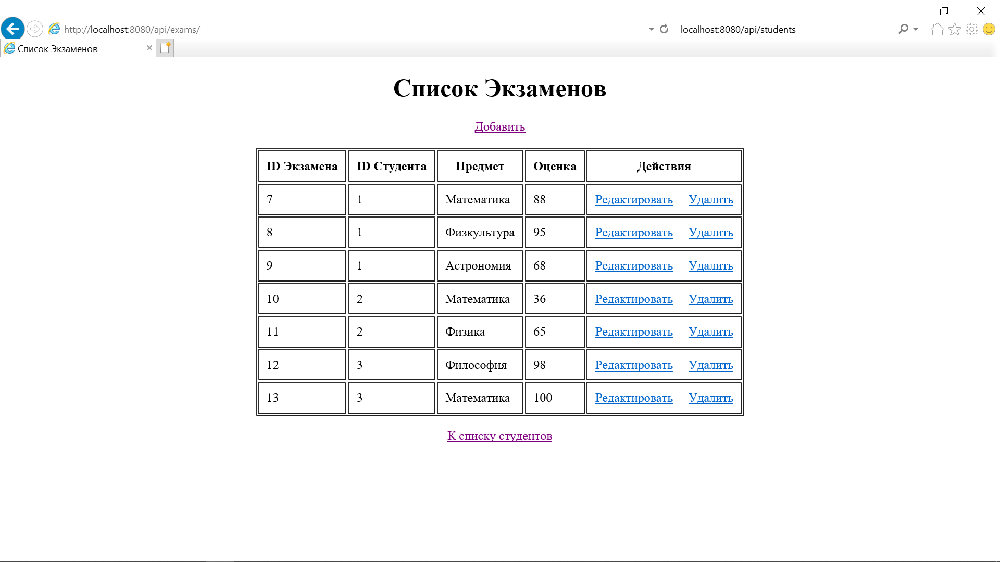 http://localhost:8080/api/exams/ localhost:8080/api/students
Список Экзаменов
Список Экзаменов
Добавить
ID Экзамена ID Студента Предмет Оценка Действия
7 1 Математика 88 Редактировать Удалить
8 1 Физкультура 95 Редактировать Удалить
9 1 Астрономия 68 Редактировать Удалить
10 2 Математика 36 Редактировать Удалить
11 2 Физика 65 Редактировать Удалить
12 3 Философия 98 Редактировать Удалить
13 3 Математика 100 Редактировать Удалить
К списку студентов